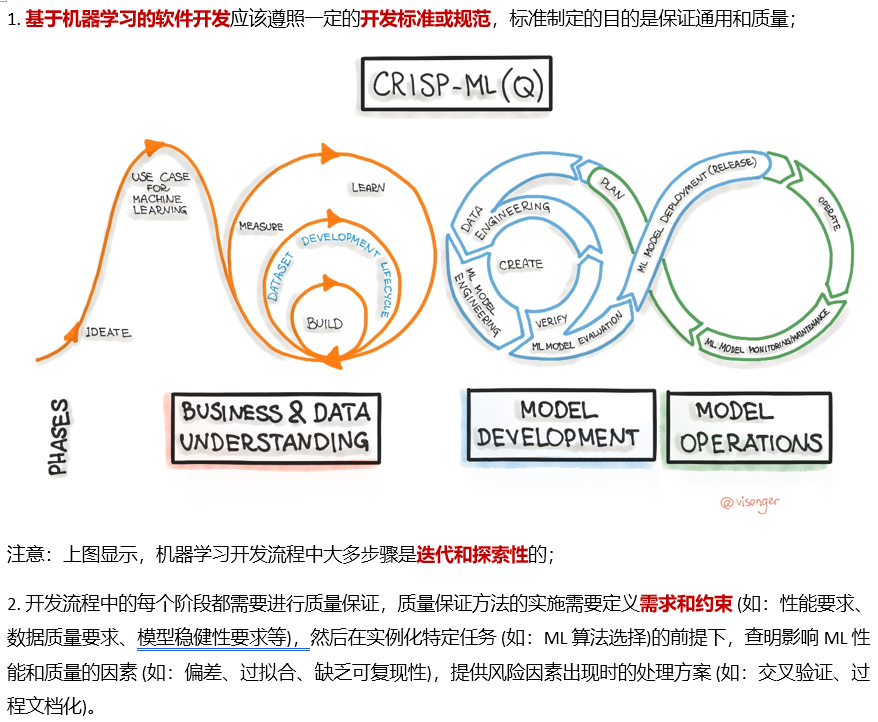 1. 基于机器学习的软件开发应该遵照一定的开发标准或规范，标准制定的目的是保证通用和质量；
CRISP-ML(Q)
USE CASE
FOR
MACHINE
LEARNING
IDEATE
LEARN
MEASURE
DATASET DEVELOPMENT LIFECYCLE
BUILD
DATA
ENGINEERING
PLAN
CREATE
ML MODEL
ENGINEERING
VERIFY
ML MODEL EVALUATION
ML MODEL DEPLOYMENT (RELEASE)
OPERATE
ML MODEL MONITORING/MAINTENANCE
PHASES
BUSINESS & DATA
UNDERSTANDING
MODEL
DEVELOPMENT
MODEL
OPERATIONS
@visenger
注意：上图显示，机器学习开发流程中大多步骤是迭代和探索性的；
2. 开发流程中的每个阶段都需要进行质量保证，质量保证方法的实施需要定义需求和约束 (如：性能要求、
数据质量要求、模型稳健性要求等)，然后在实例化特定任务 (如：ML 算法选择)的前提下，查明影响 ML 性
能和质量的因素 (如：偏差、过拟合、缺乏可复现性)，提供风险因素出现时的处理方案 (如：交叉验证、过
程文档化)。